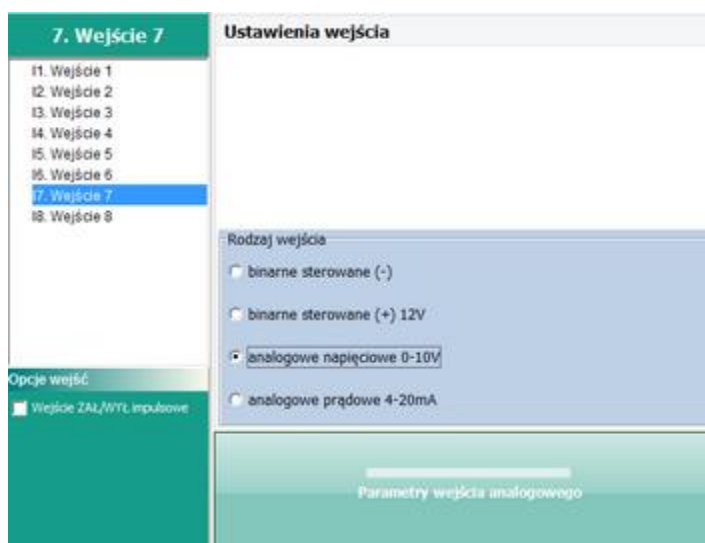 7. Wejście 7
I1. Wejście 1
I2. Wejście 2
I3. Wejście 3
I4. Wejście 4
I5. Wejście 5
I6. Wejście 6
I7. Wejście 7
I8. Wejście 8
Opcje wejść
Wejście ZAŁ/WYŁ impulsowe
Ustawienia wejścia
Rodzaj wejścia
binarne sterowane (-)
binarne sterowane (+) 12V
analogowe napięciowe 0-10V
analogowe prądowe 4-20mA
Parametry wejścia analogowego